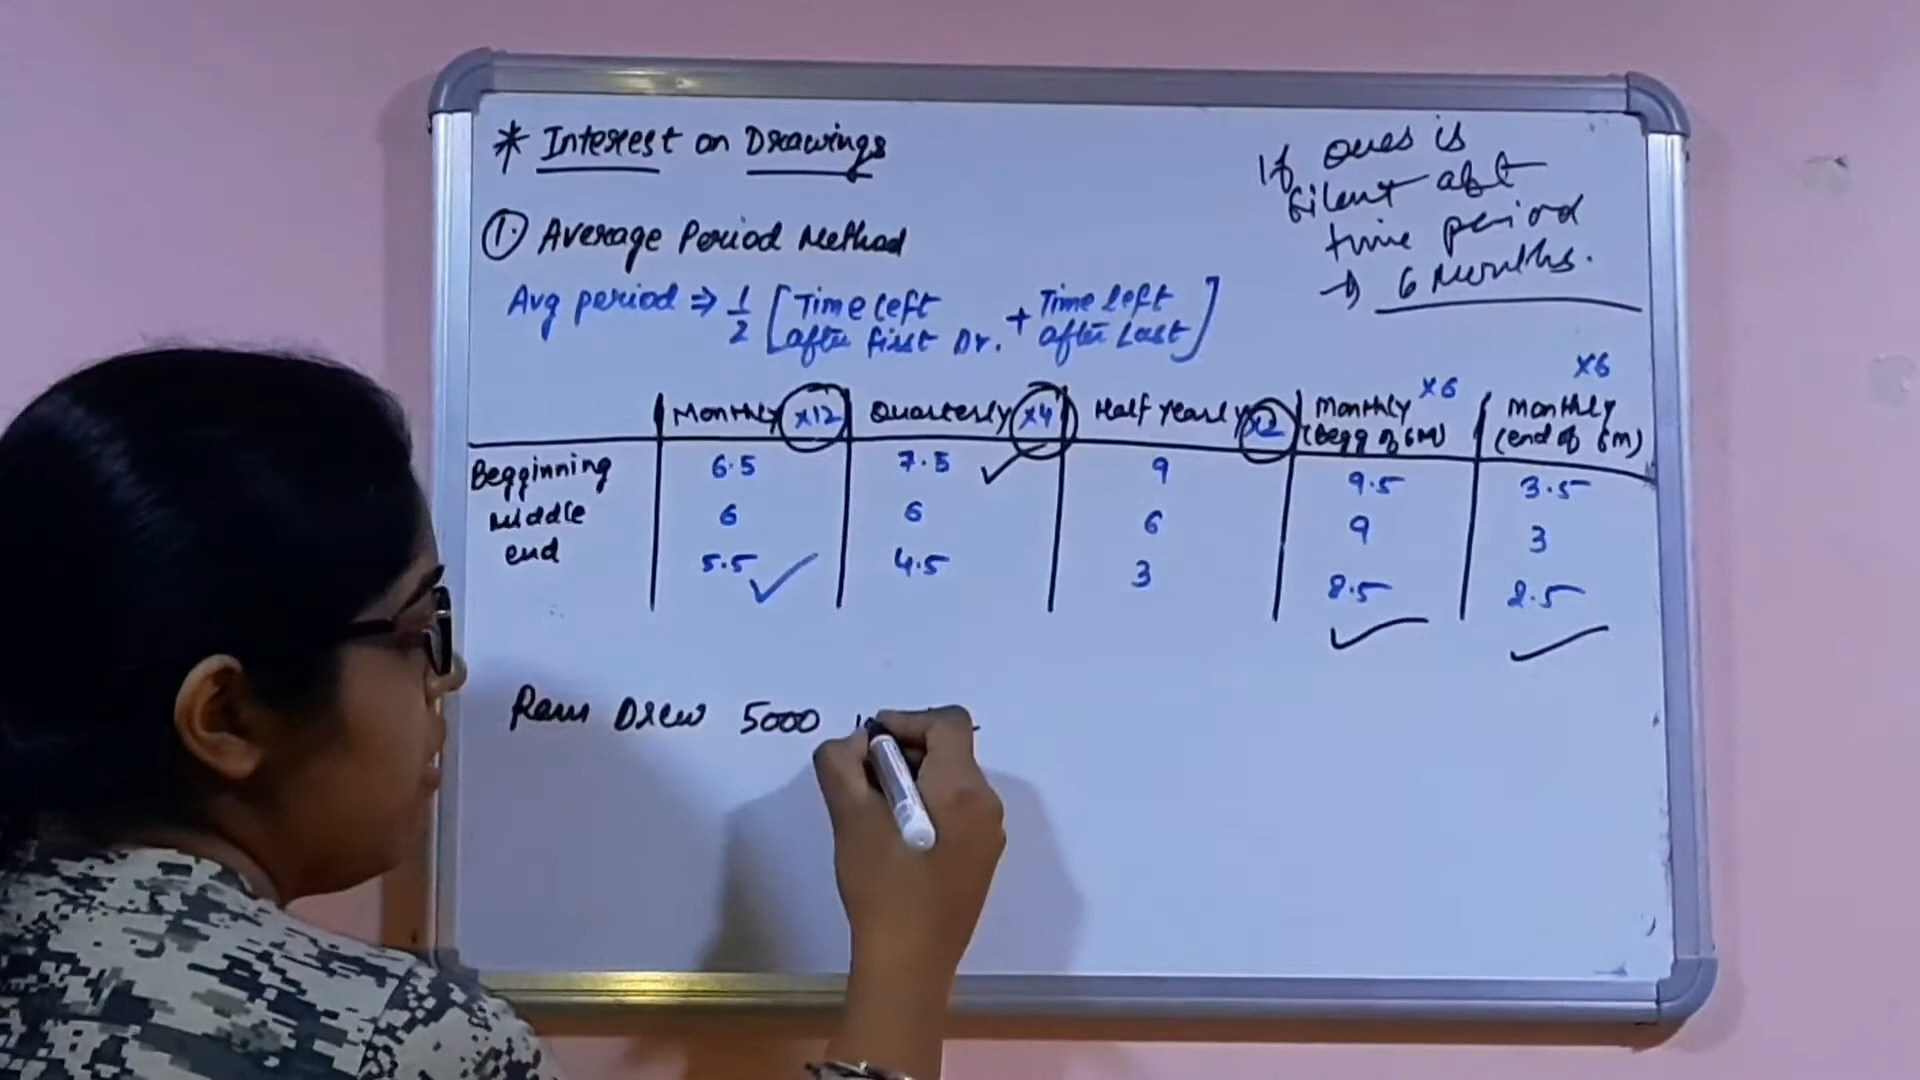 * Interest on Drawings
If ques is
silent abt
time period
→ 6 Months.
① Average Period Method
Avg period ⇒ 1/2 [Time left after first Dr. + Time left after Last]
Monthly ×12 Quarterly ×4 Half Yearly ×2 Monthly (Begg of 6M) ×6 Monthly (end of 6M) ×6
Begginning 6.5 7.5 ✓ 9 9.5 3.5
Middle 6 6 6 9 3
end 5.5 ✓ 4.5 3 8.5 2.5
✓ ✓
Ram Drew 5000